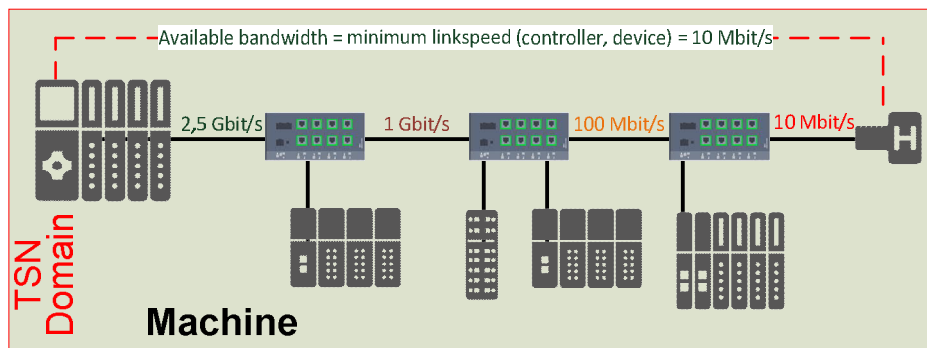 Available bandwidth = minimum linkspeed (controller, device) = 10 Mbit/s
2,5 Gbit/s
1 Gbit/s
100 Mbit/s
10 Mbit/s
H
TSN
Domain
Machine